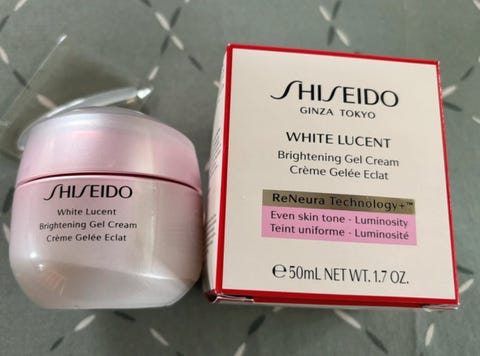 SHISEIDO
White Lucent
Brightening Gel Cream
Crème Gelée Eclat
SHISEIDO
GINZA TOKYO
WHITE LUCENT
Brightening Gel Cream
Crème Gelée Eclat
ReNeura Technology+™
Even skin tone - Luminosity
Teint uniforme - Luminosité
℮50mL NET WT. 1.7 OZ.